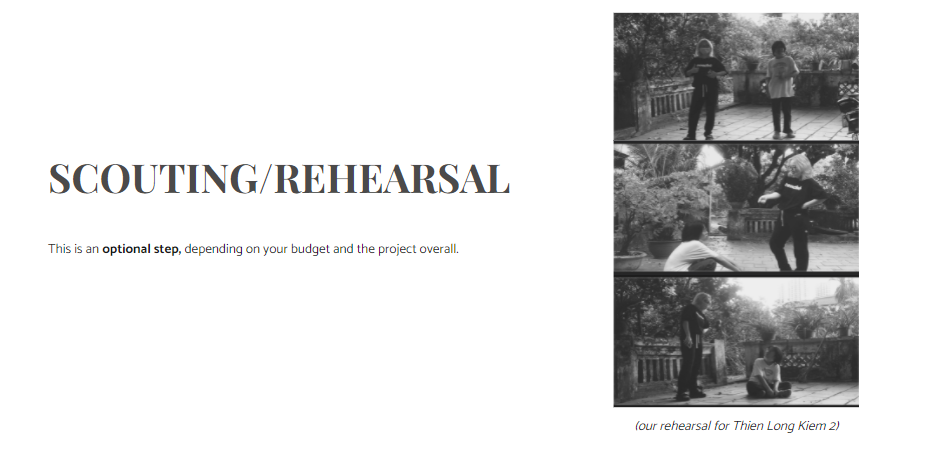 SCOUTING/REHEARSAL
This is an optional step, depending on your budget and the project overall.
(our rehearsal for Thien Long Kiem 2)